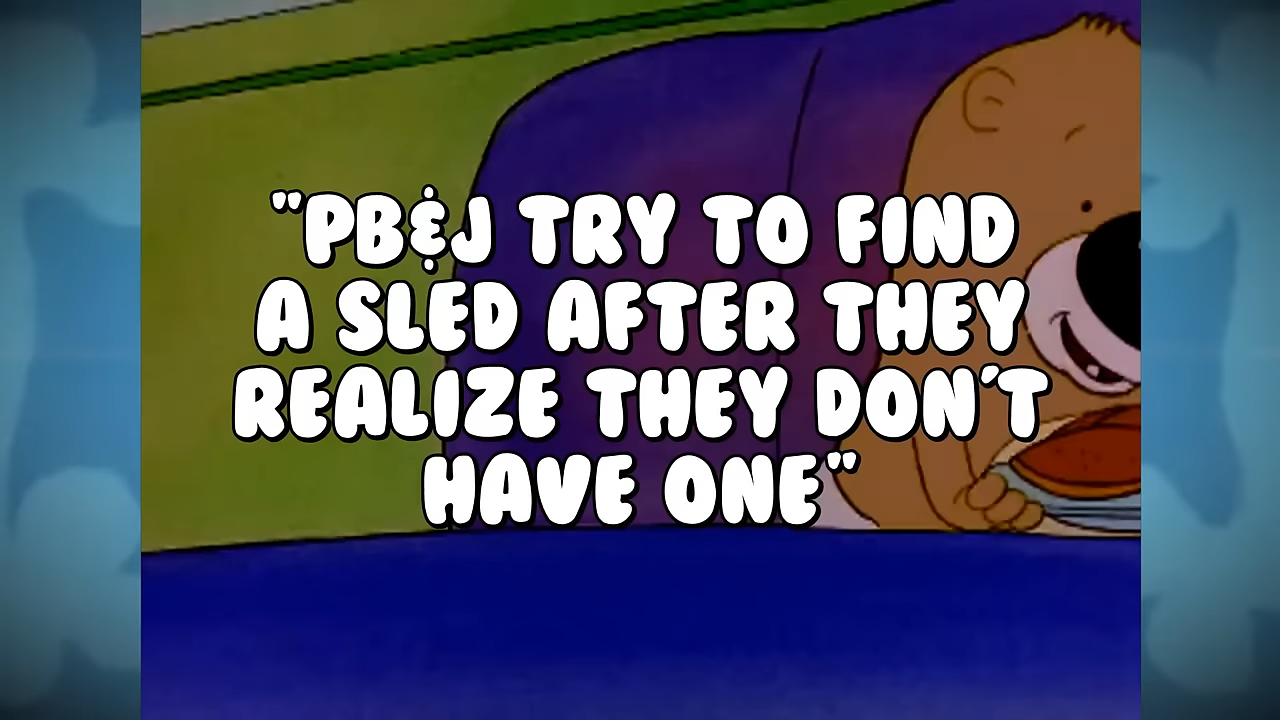 "PB&J TRY TO FIND
A SLED AFTER THEY
REALIZE THEY DON'T
HAVE ONE"